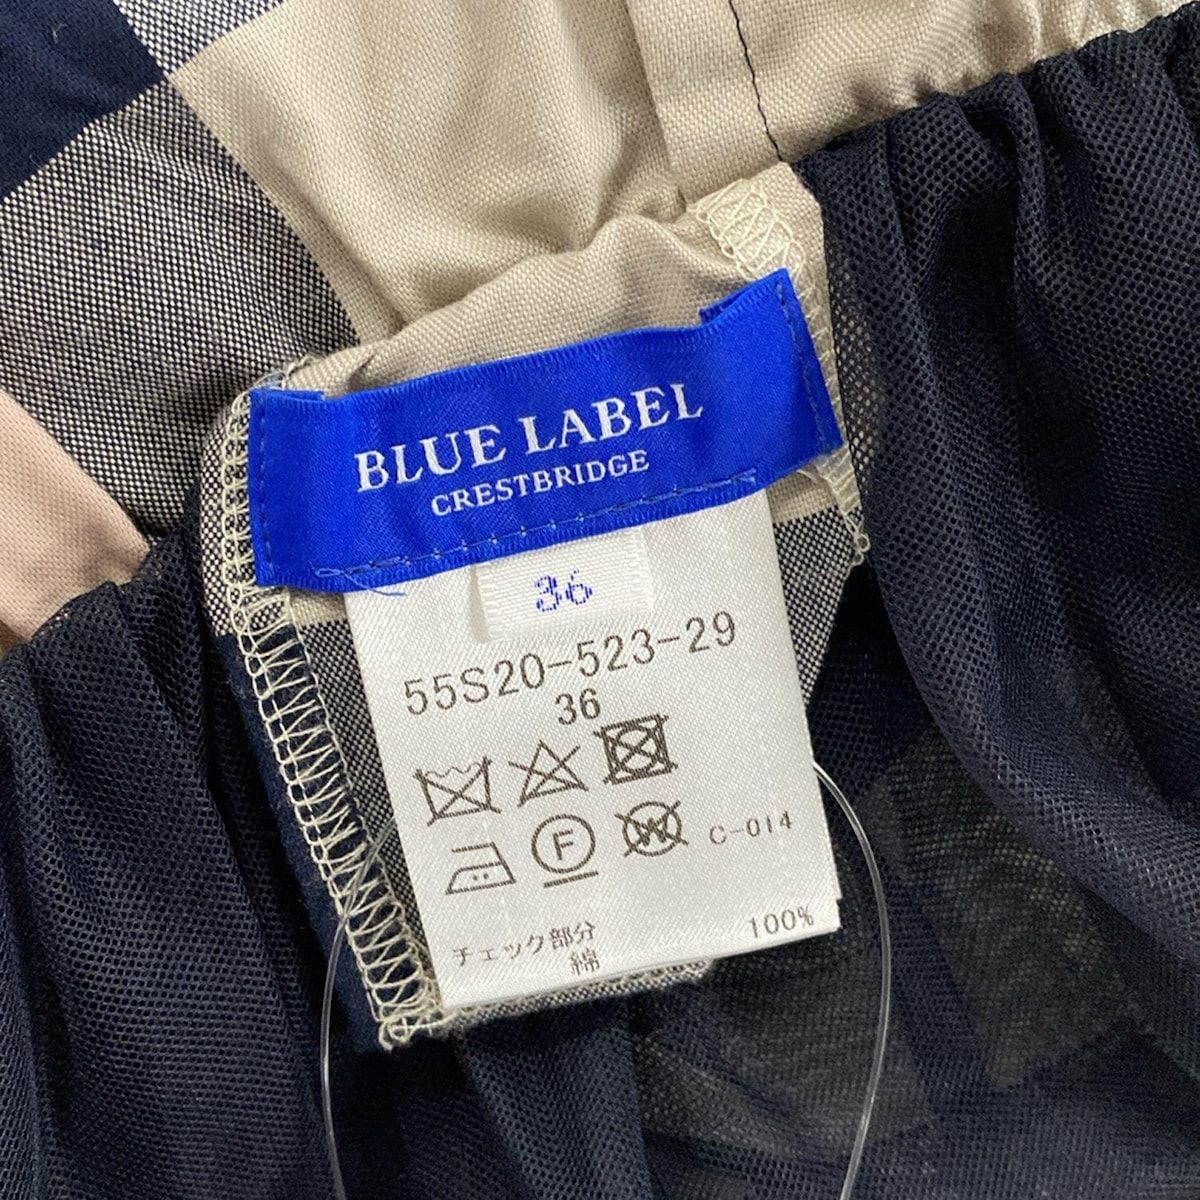 BLUE LABEL
CRESTBRIDGE
36
55S20-523-29
36
F
W
C-014
チェック部分
綿 100%